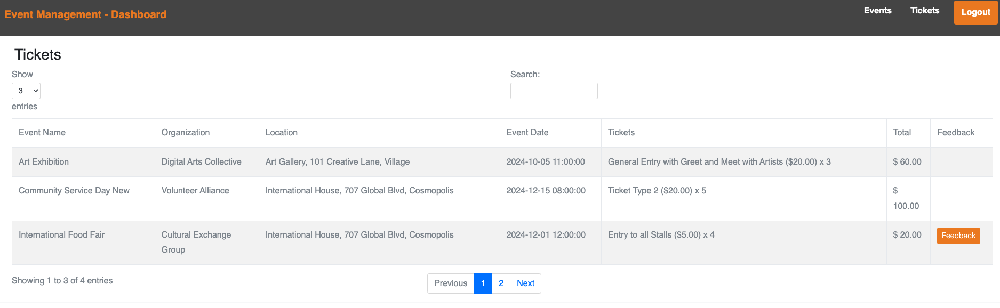 Event Management - Dashboard
Events Tickets Logout
Tickets
Show
3
entries
Search:
Event Name Organization Location Event Date Tickets Total Feedback
Art Exhibition Digital Arts Collective Art Gallery, 101 Creative Lane, Village 2024-10-05 11:00:00 General Entry with Greet and Meet with Artists ($20.00) x 3 $ 60.00
Community Service Day New Volunteer Alliance International House, 707 Global Blvd, Cosmopolis 2024-12-15 08:00:00 Ticket Type 2 ($20.00) x 5 $
100.00
International Food Fair Cultural Exchange International House, 707 Global Blvd, Cosmopolis 2024-12-01 12:00:00 Entry to all Stalls ($5.00) x 4 $ 20.00 Feedback
Group
Showing 1 to 3 of 4 entries
Previous 1 2 Next